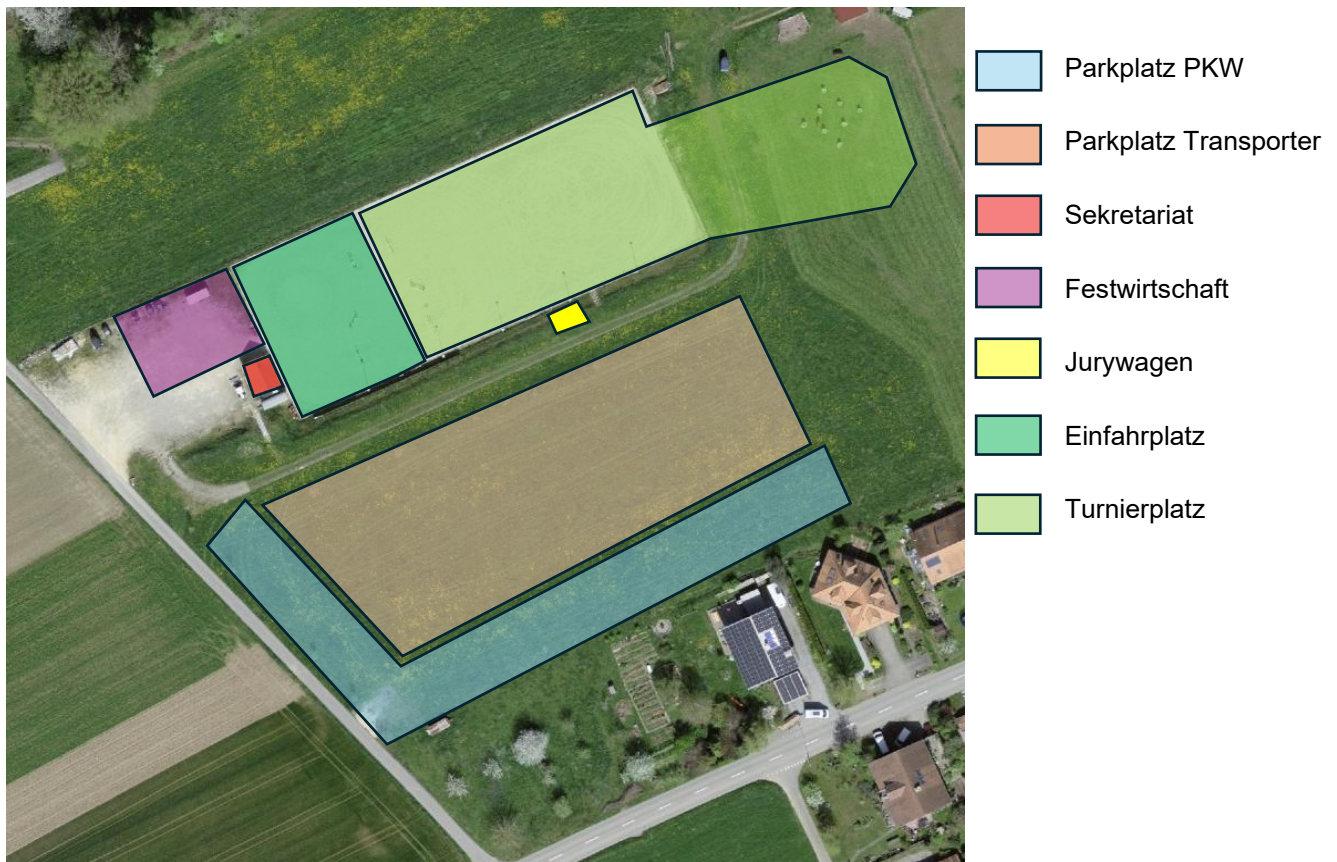 Parkplatz PKW
Parkplatz Transporter
Sekretariat
Festwirtschaft
Jurywagen
Einfahrplatz
Turnierplatz